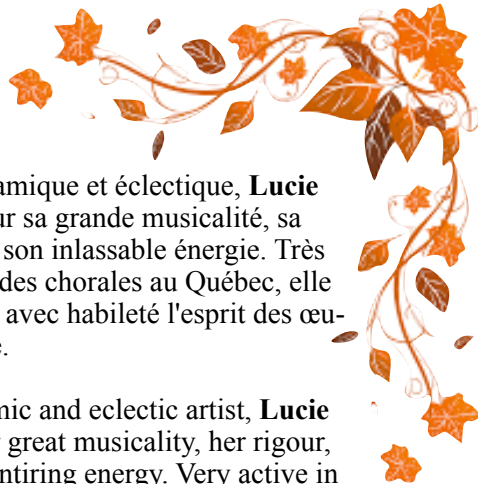 amique et éclectique, Lucie
ur sa grande musicalité, sa
son inlassable énergie. Très
des chorales au Québec, elle
avec habileté l'esprit des œu-
e.
mic and eclectic artist, Lucie
r great musicality, her rigour,
ntiring energy. Very active in